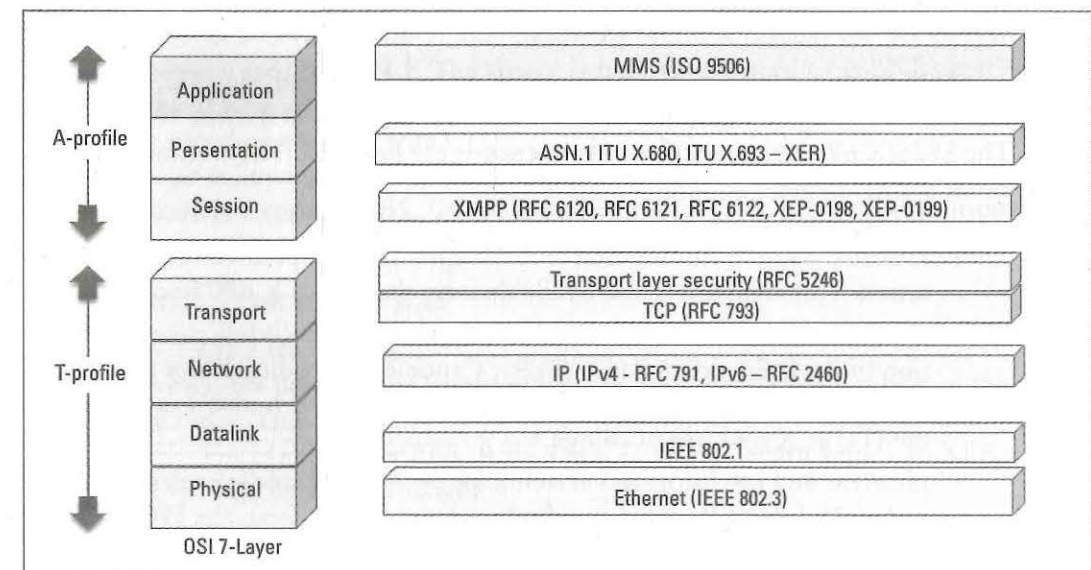 A-profile
Application
Persentation
Session
MMS (ISO 9506)
ASN.1 ITU X.680, ITU X.693 – XER)
XMPP (RFC 6120, RFC 6121, RFC 6122, XEP-0198, XEP-0199)
T-profile
Transport
Network
Datalink
Physical
Transport layer security (RFC 5246)
TCP (RFC 793)
IP (IPv4 - RFC 791, IPv6 – RFC 2460)
IEEE 802.1
Ethernet (IEEE 802.3)
OSI 7-Layer